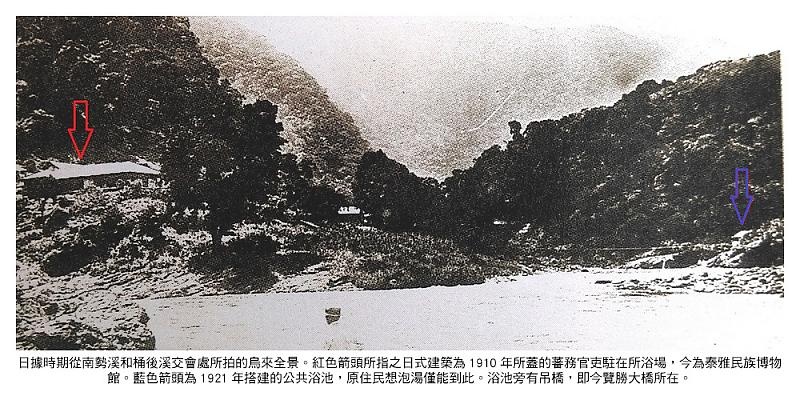 日據時期從南勢溪和桶後溪交會處所拍的烏來全景。紅色箭頭所指之日式建築為 1910 年所蓋的蕃務官吏駐在所浴場，今為泰雅民族博物
館。藍色箭頭為 1921 年搭建的公共浴池，原住民想泡湯僅能到此。浴池旁有吊橋，即今覽勝大橋所在。